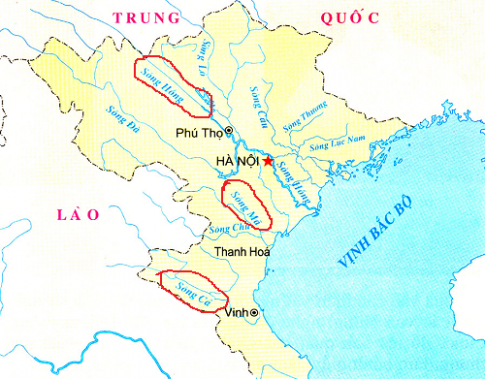 TRUNG QUỐC
Sông Lô
Sông Hồng
Sông Cầu
Sông Thương
Sông Đà
Phú Thọ
Sông Lục Nam
HÀ NỘI
Sông Hồng
Sông Mã
LÀO
Sông Chu
VỊNH BẮC BỘ
Thanh Hoá
Sông Cả
Vinh